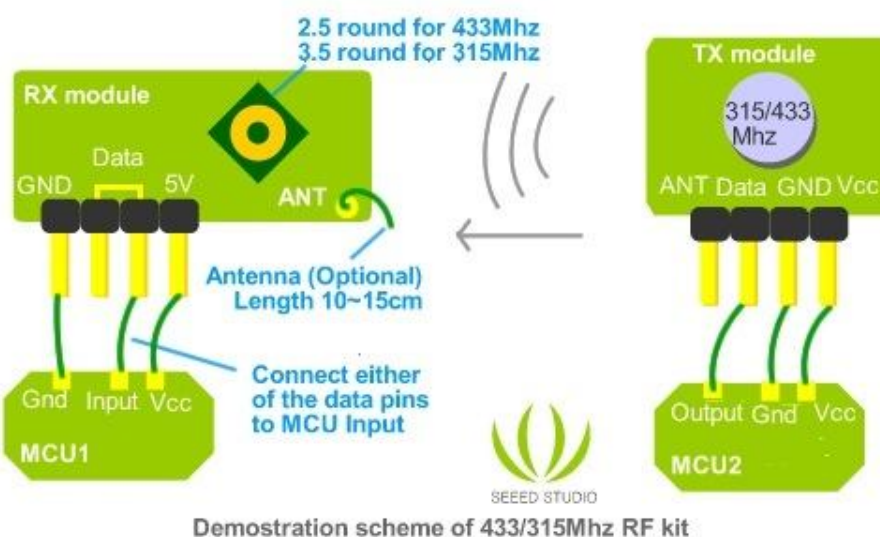 2.5 round for 433Mhz
3.5 round for 315Mhz
RX module
Data
GND
5V
ANT
Antenna (Optional)
Length 10~15cm
Connect either
of the data pins
to MCU Input
Gnd Input Vcc
MCU1
TX module
315/433
Mhz
ANT Data GND Vcc
Output Gnd Vcc
MCU2
SEEED STUDIO
Demostration scheme of 433/315Mhz RF kit